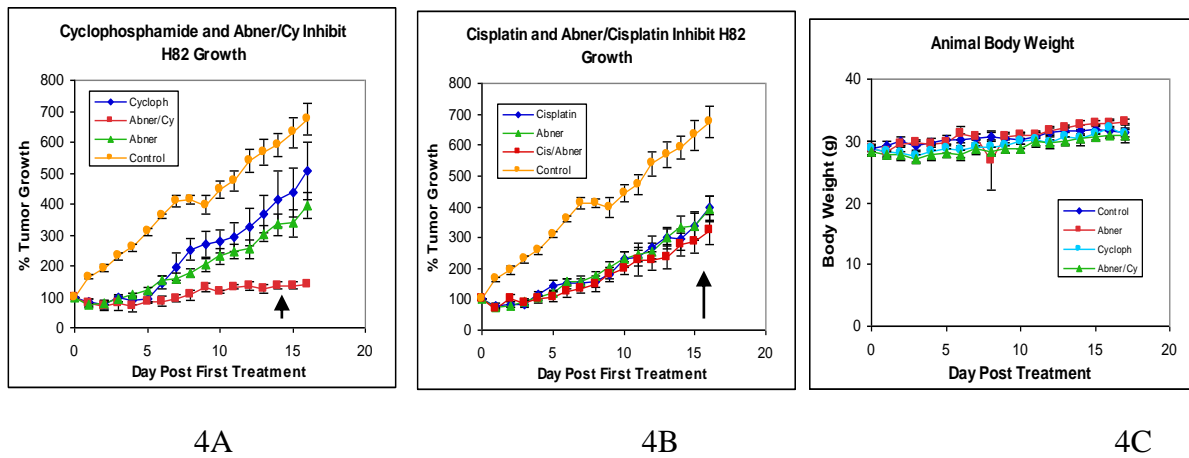 Cyclophosphamide and Abner/Cy Inhibit
H82 Growth
800
700
600
500
400
300
200
100
0
% Tumor Growth
Cycloph
Abner/Cy
Abner
Control
0
5
10
15
20
Day Post First Treatment
4A
Cisplatin and Abner/Cisplatin Inhibit H82
Growth
800
700
600
500
400
300
200
100
0
% Tumor Growth
Cisplatin
Abner
Cis/Abner
Control
0
5
10
15
20
Day Post First Treatment
4B
Animal Body Weight
40
30
20
10
0
Body Weight (g)
Control
Abner
Cycloph
Abner/Cy
0
5
10
15
20
Day Post Treatment
4C